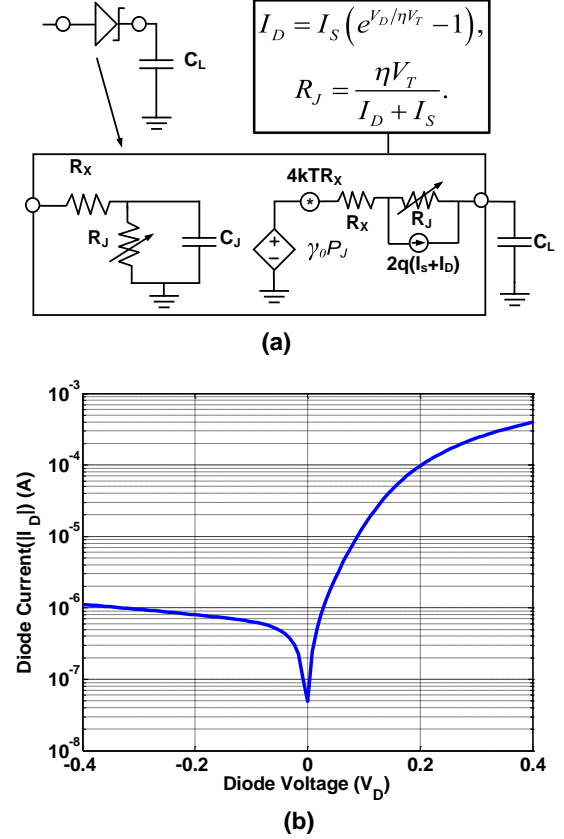 C_L
I_D = I_S (e^{V_D/ηV_T} − 1),
R_J = ηV_T / (I_D + I_S).
R_X
R_J
C_J
+
−
γ_0P_J
4kTR_X
*
R_X
R_J
2q(I_s+I_D)
C_L
(a)
10^-3
10^-4
10^-5
10^-6
10^-7
10^-8
Diode Current(|I_D|) (A)
-0.4
-0.2
0
0.2
0.4
Diode Voltage (V_D)
(b)